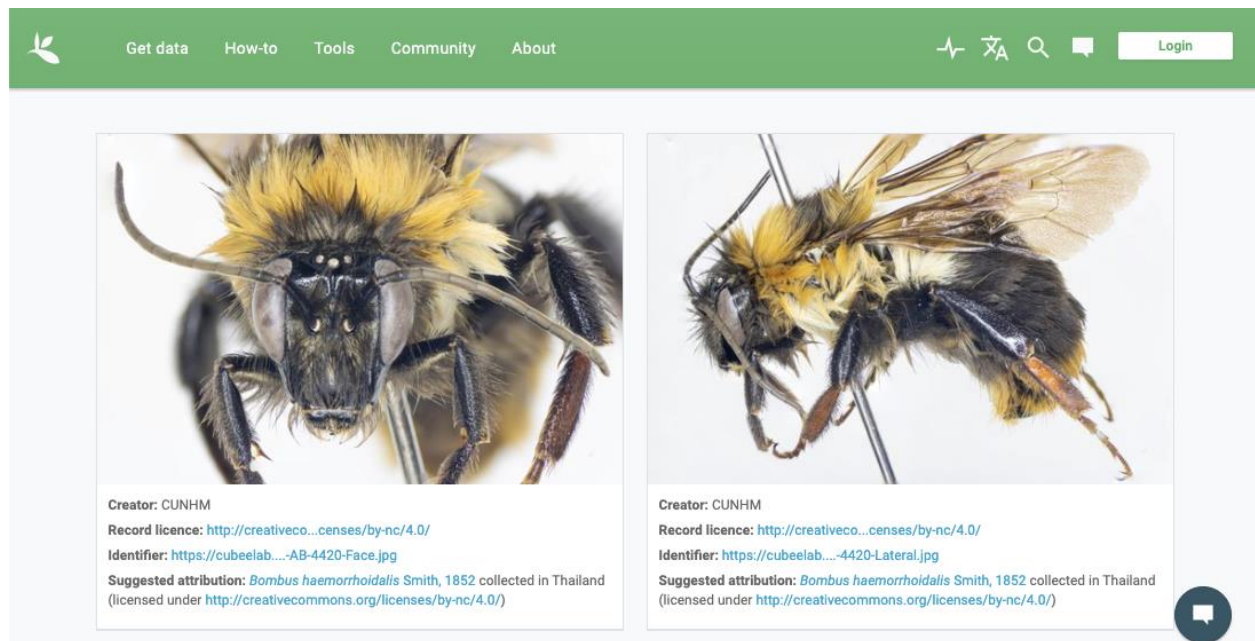 Get data How-to Tools Community About Login
Creator: CUNHM
Record licence: http://creativeco...censes/by-nc/4.0/
Identifier: https://cubeelab....-AB-4420-Face.jpg
Suggested attribution: Bombus haemorrhoidalis Smith, 1852 collected in Thailand
(licensed under http://creativecommons.org/licenses/by-nc/4.0/)
Creator: CUNHM
Record licence: http://creativeco...censes/by-nc/4.0/
Identifier: https://cubeelab....-4420-Lateral.jpg
Suggested attribution: Bombus haemorrhoidalis Smith, 1852 collected in Thailand
(licensed under http://creativecommons.org/licenses/by-nc/4.0/)